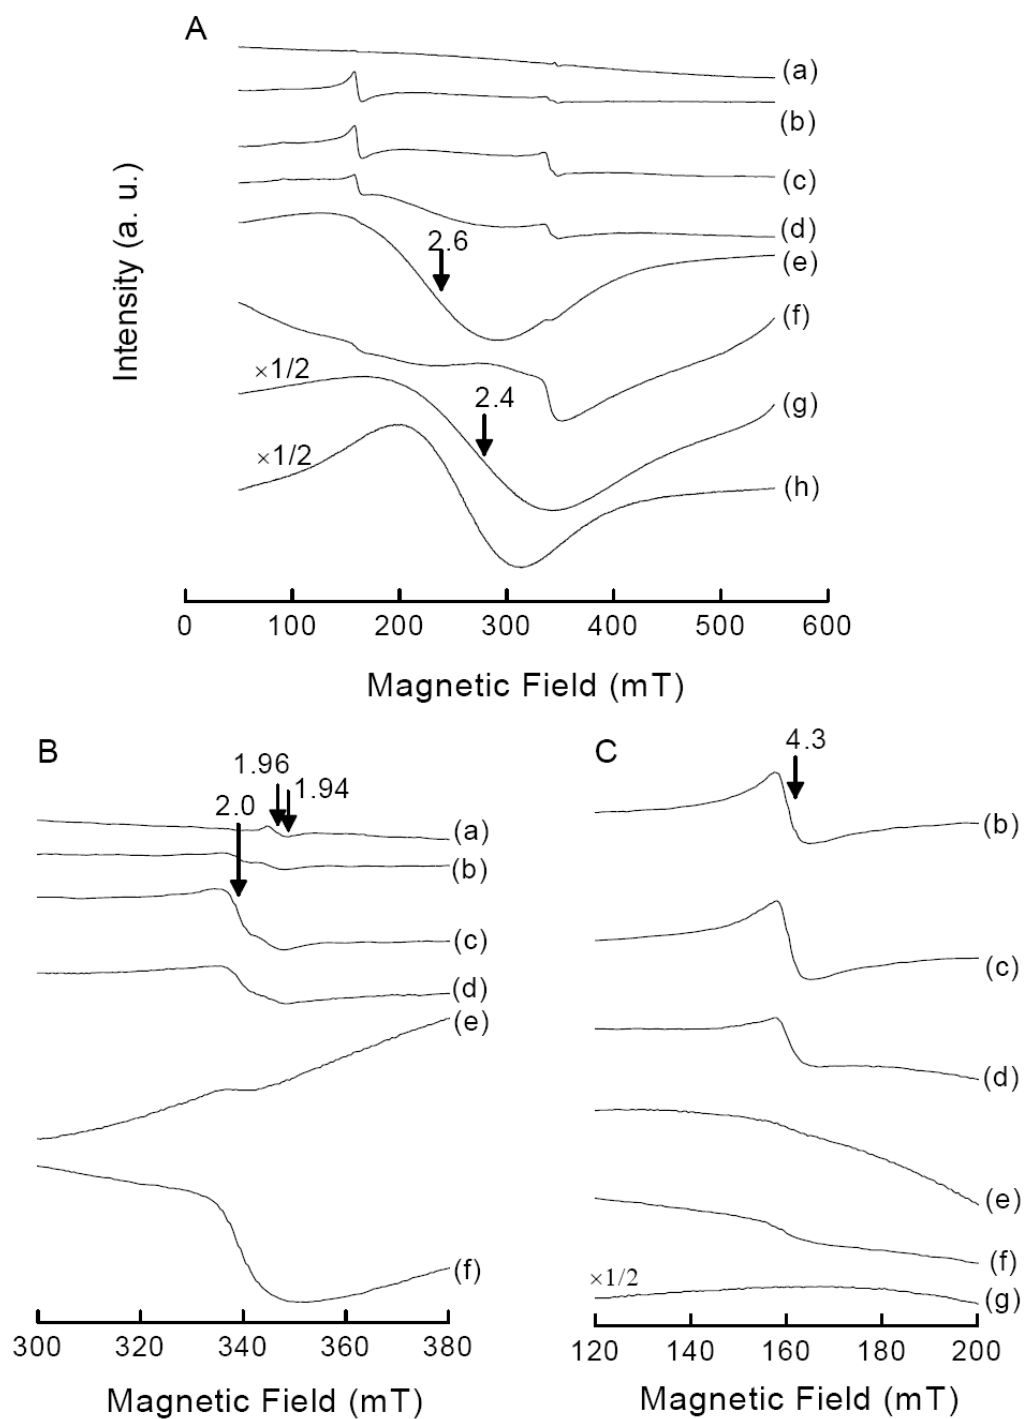 A
(a)
(b)
(c)
(d)
2.6
(e)
(f)
×1/2
2.4
(g)
×1/2
(h)
Intensity (a. u.)
0 100 200 300 400 500 600
Magnetic Field (mT)
B
1.96
1.94
2.0
(a)
(b)
(c)
(d)
(e)
(f)
300 320 340 360 380
Magnetic Field (mT)
C
4.3
(b)
(c)
(d)
(e)
(f)
×1/2
(g)
120 140 160 180 200
Magnetic Field (mT)